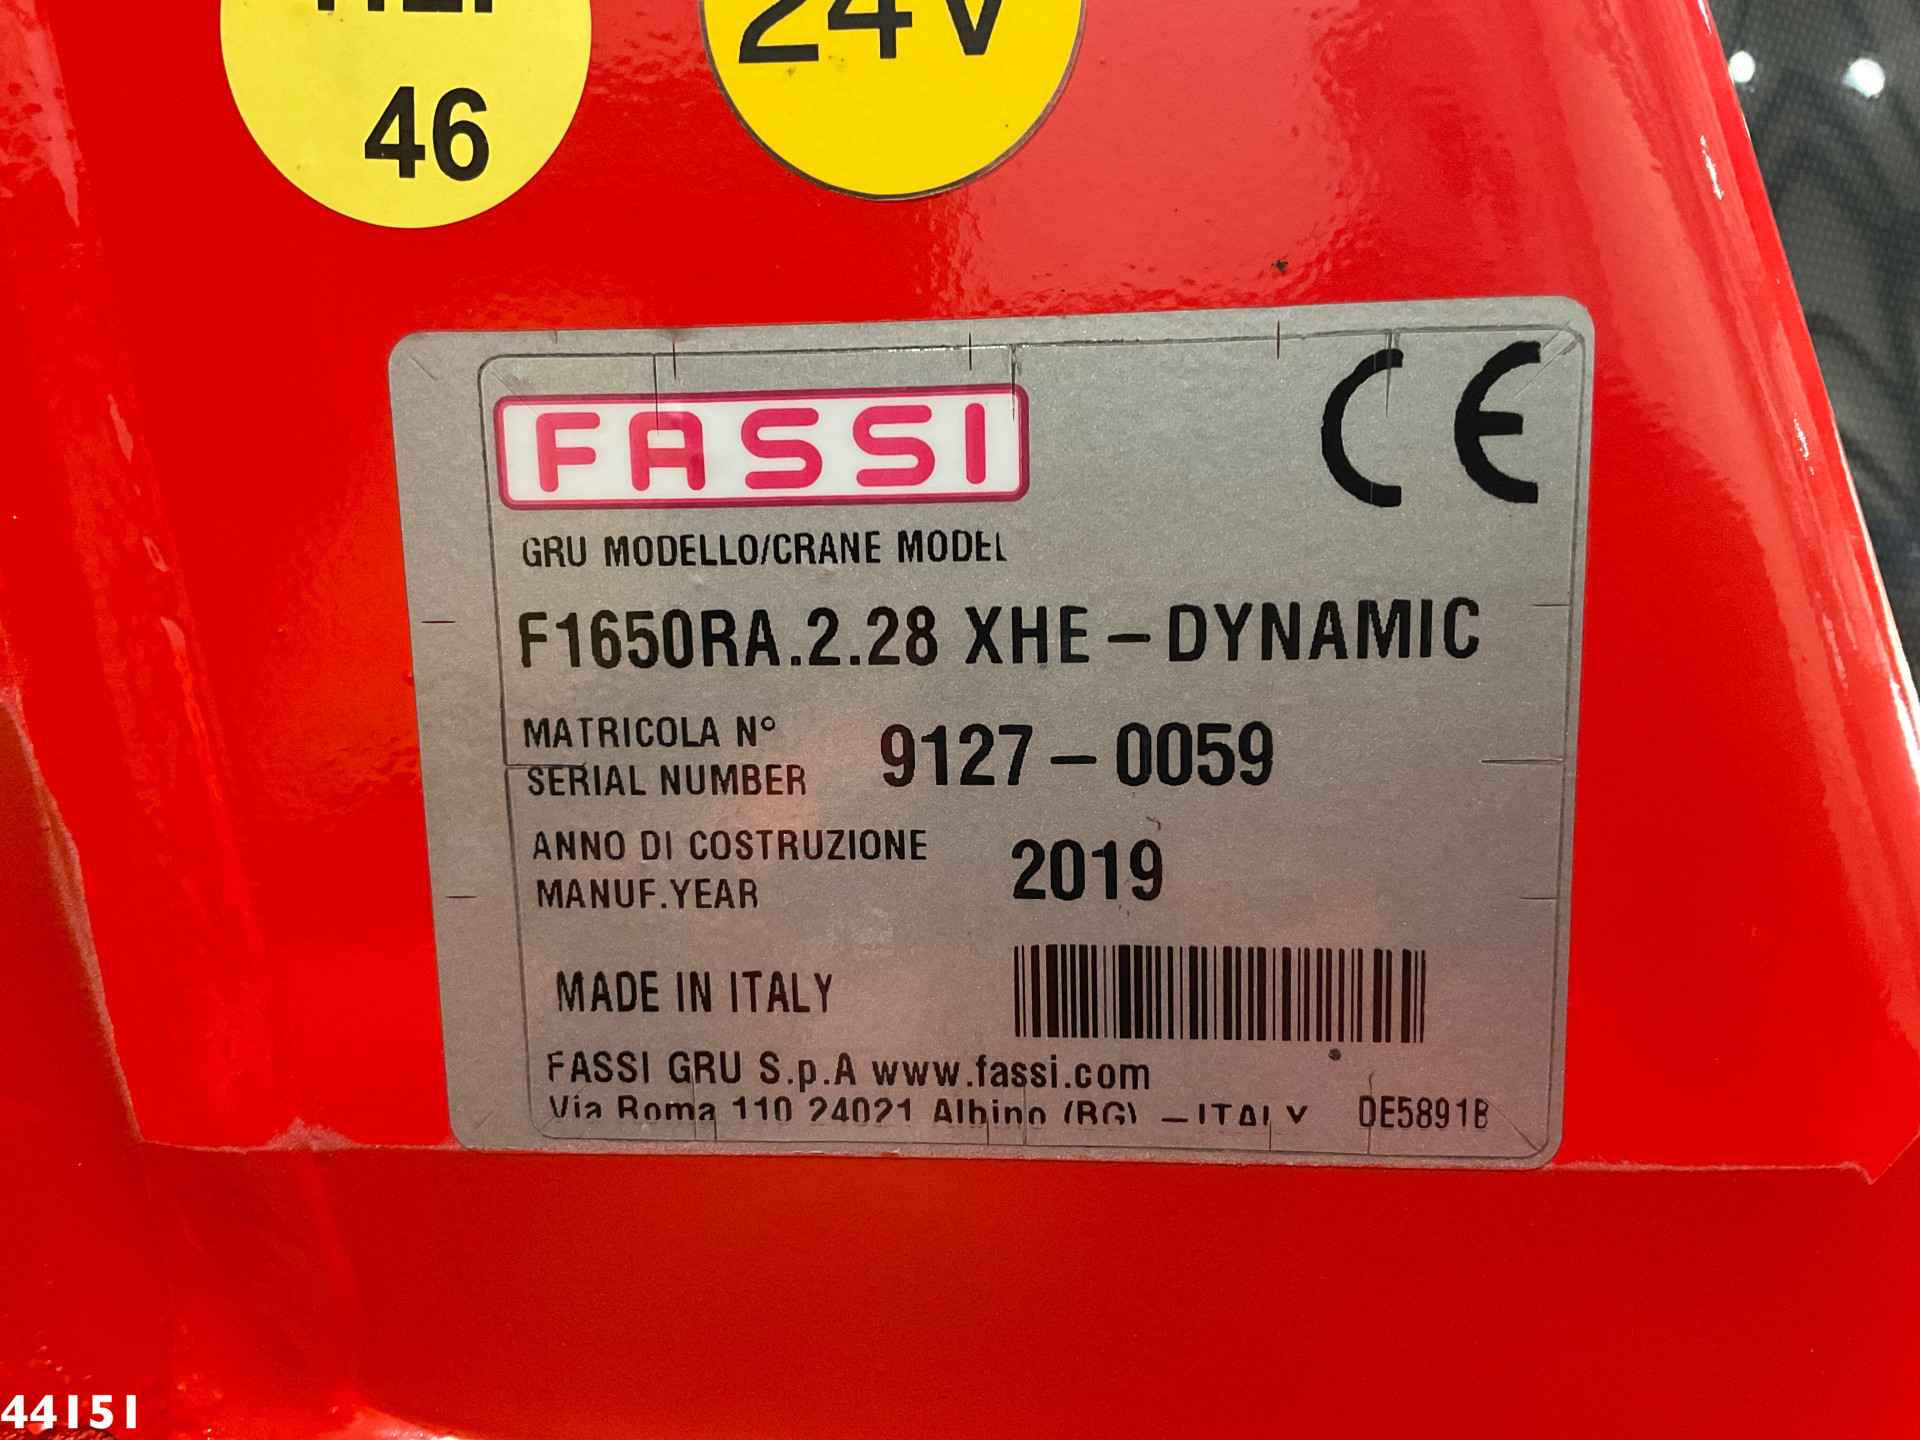 46
24V
FASSI
CE
GRU MODELLO/CRANE MODEL
F1650RA.2.28 XHE – DYNAMIC
MATRICOLA N°
SERIAL NUMBER
9127 – 0059
ANNO DI COSTRUZIONE
MANUF.YEAR
2019
MADE IN ITALY
FASSI GRU S.p.A www.fassi.com
Via Roma 110 24021 Albino (BG) – ITALY DE5891B
44151